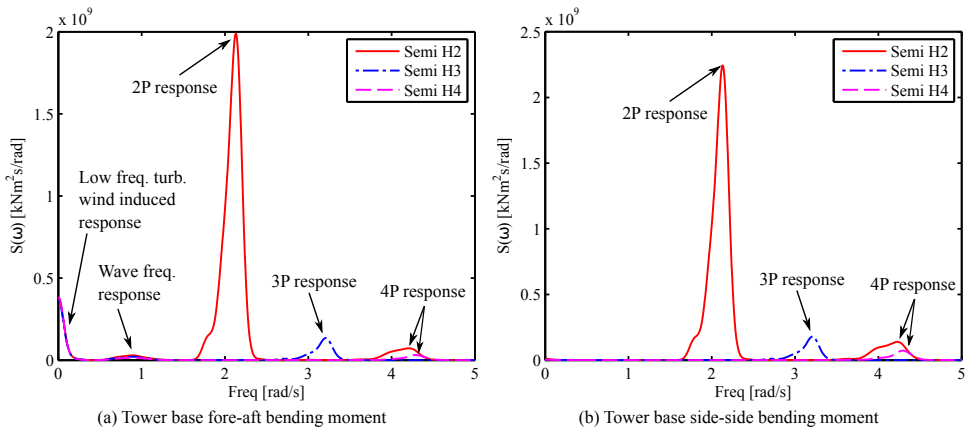 x 10^9
2
1.5
1
0.5
0
S(ω) [kNm²s/rad]
2P response
Semi H2
Semi H3
Semi H4
Low freq. turb.
wind induced
response
Wave freq.
response
3P response
4P response
0 1 2 3 4 5
Freq [rad/s]
(a) Tower base fore-aft bending moment
x 10^9
2.5
2
1.5
1
0.5
0
S(ω) [kNm²s/rad]
2P response
Semi H2
Semi H3
Semi H4
3P response
4P response
0 1 2 3 4 5
Freq [rad/s]
(b) Tower base side-side bending moment